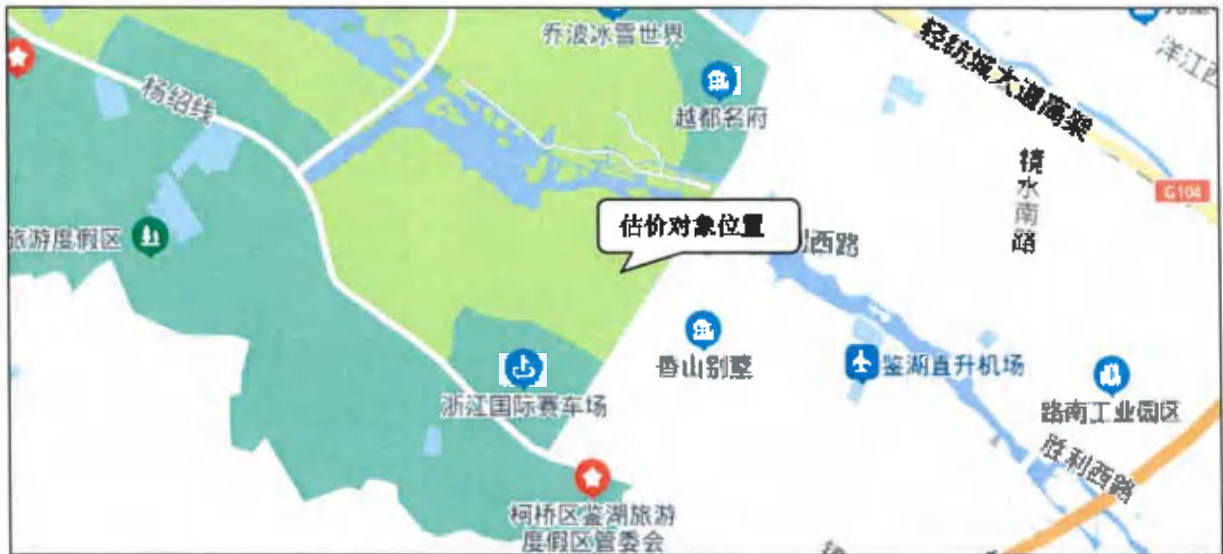 乔波冰雪世界
轻纺城大道高架
洋江西
越都名府
杨绍线
镜水南路
G104
旅游度假区
估价对象位置
利西路
香山别墅
鉴湖直升机场
路南工业园区
浙江国际赛车场
胜利西路
柯桥区鉴湖旅游
度假区管委会